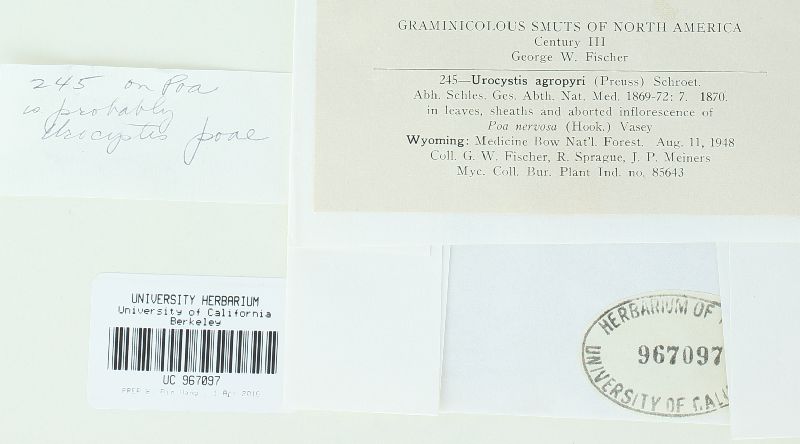 GRAMINICOLOUS SMUTS OF NORTH AMERICA
Century III
George W. Fischer
245—Urocystis agropyri (Preuss) Schroet.
Abh. Schles. Ges. Abth. Nat. Med. 1869-72: 7. 1870.
in leaves, sheaths and aborted inflorescence of
Poa nervosa (Hook.) Vasey
Wyoming: Medicine Bow Nat'l. Forest. Aug. 11, 1948
Coll. G. W. Fischer, R. Sprague, J. P. Meiners
Myc. Coll. Bur. Plant Ind. no. 85643
245 on Poa
is probably
Urocystis poae
UNIVERSITY HERBARIUM
University of California
Berkeley
UC 967097
HERBARIUM OF
967097
UNIVERSITY OF CAL